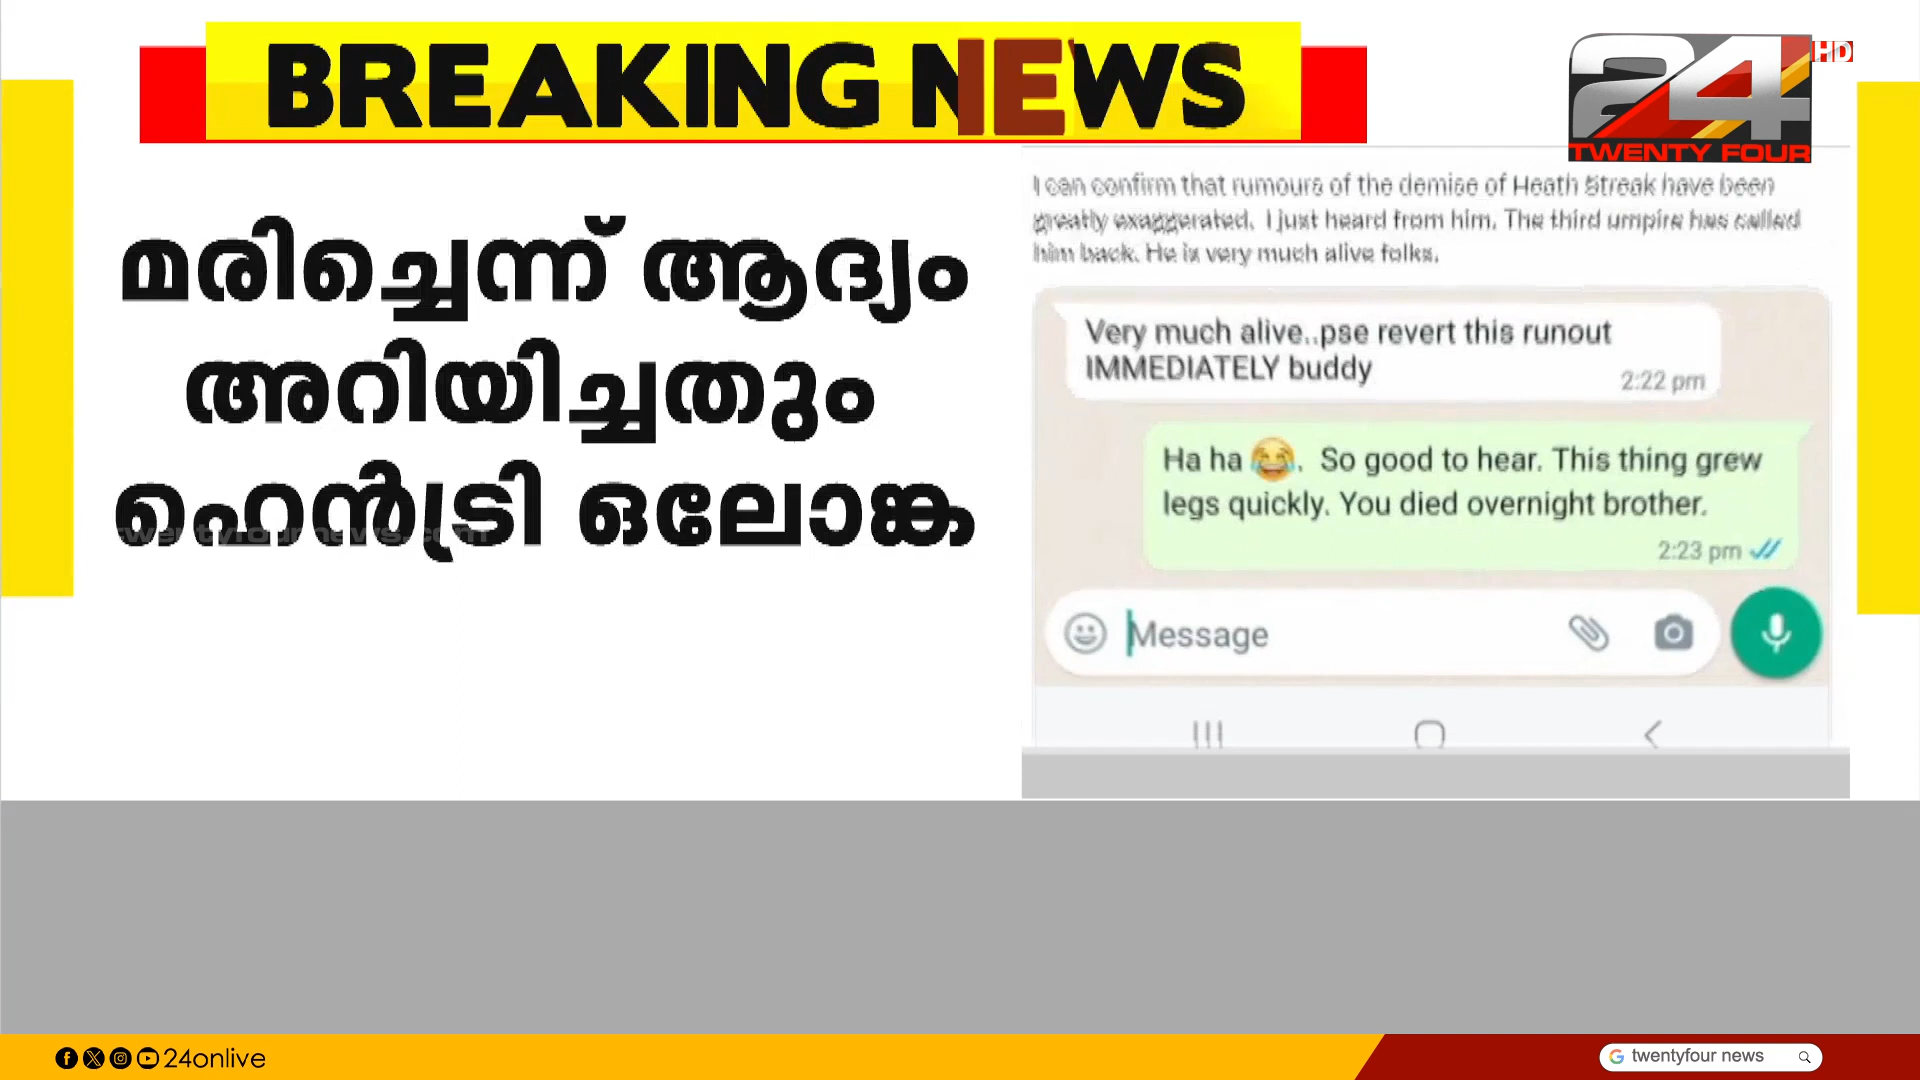 BREAKING NEWS
24 HD
TWENTY FOUR
മരിച്ചെന്ന് ആദ്യം
അറിയിച്ചതും
ഹെൻട്രി ഒലോങ്ക
twentyfournews.com
I can confirm that rumours of the demise of Heath Streak have been
greatly exaggerated. I just heard from him. The third umpire has called
him back. He is very much alive folks.
Very much alive..pse revert this runout
IMMEDIATELY buddy
2:22 pm
Ha ha 😂. So good to hear. This thing grew
legs quickly. You died overnight brother.
2:23 pm
Message
24onlive
twentyfour news